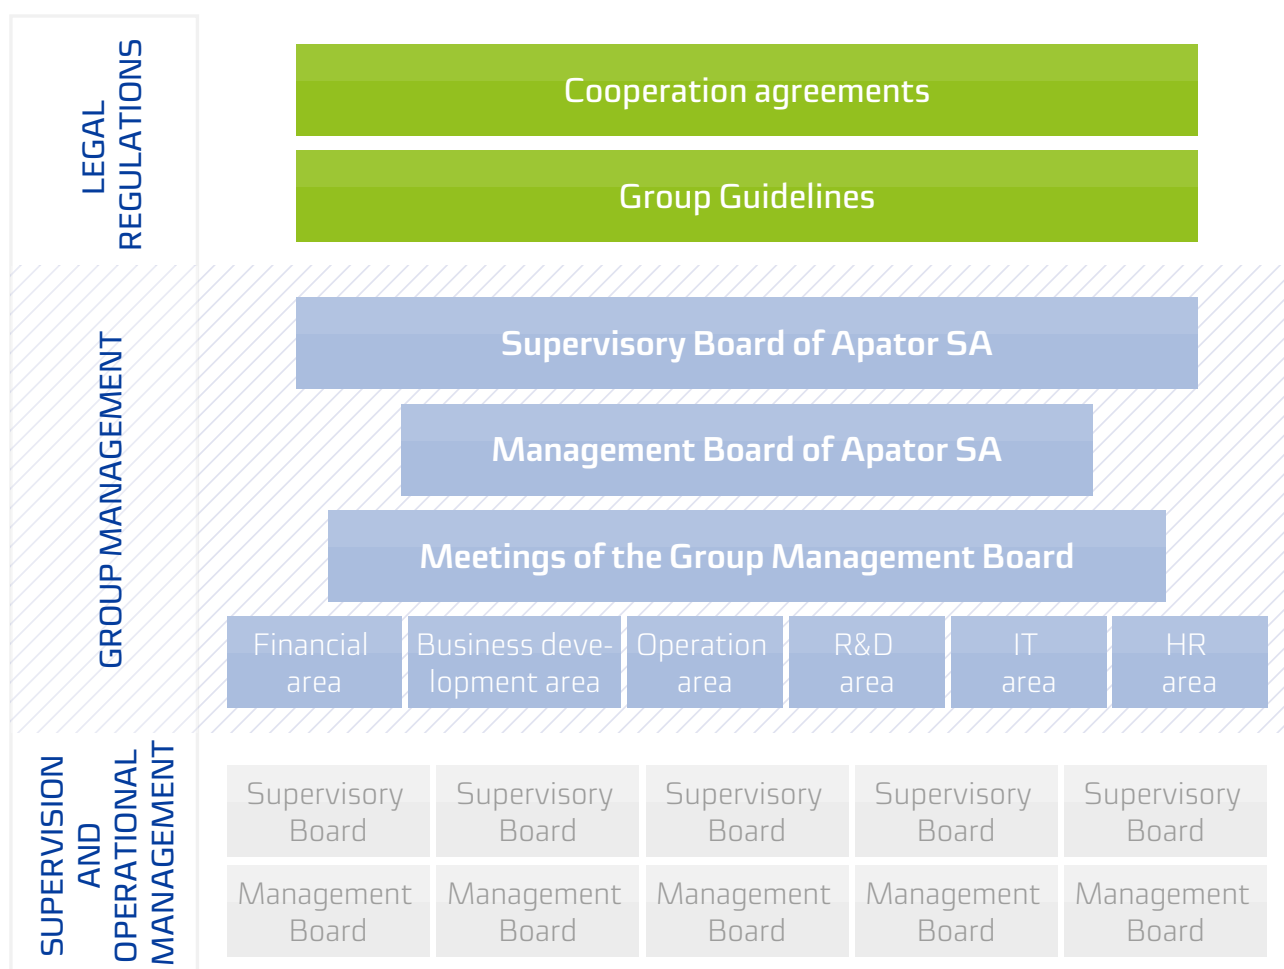 LEGAL
REGULATIONS
Cooperation agreements
Group Guidelines
GROUP MANAGEMENT
Supervisory Board of Apator SA
Management Board of Apator SA
Meetings of the Group Management Board
Financial
area
Business deve-
lopment area
Operation
area
R&D
area
IT
area
HR
area
SUPERVISION
AND
OPERATIONAL
MANAGEMENT
Supervisory
Board
Supervisory
Board
Supervisory
Board
Supervisory
Board
Supervisory
Board
Management
Board
Management
Board
Management
Board
Management
Board
Management
Board